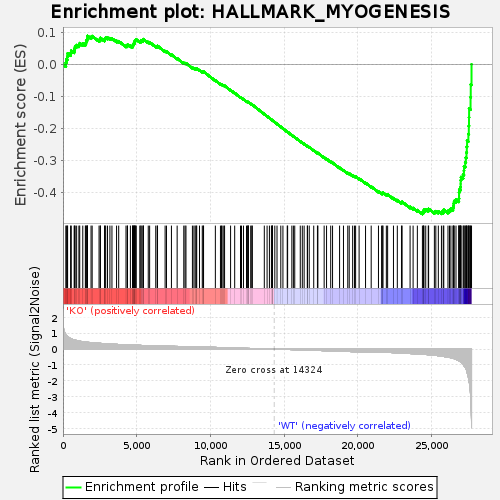 Enrichment plot: HALLMARK_MYOGENESIS
Enrichment score (ES)
0.1
0.0
-0.1
-0.2
-0.3
-0.4
'KO' (positively correlated)
Ranked list metric (Signal2Noise)
2
1
0
-1
-2
-3
-4
-5
Zero cross at 14324
'WT' (negatively correlated)
0
5,000
10,000
15,000
20,000
25,000
Rank in Ordered Dataset
Enrichment profile
Hits
Ranking metric scores